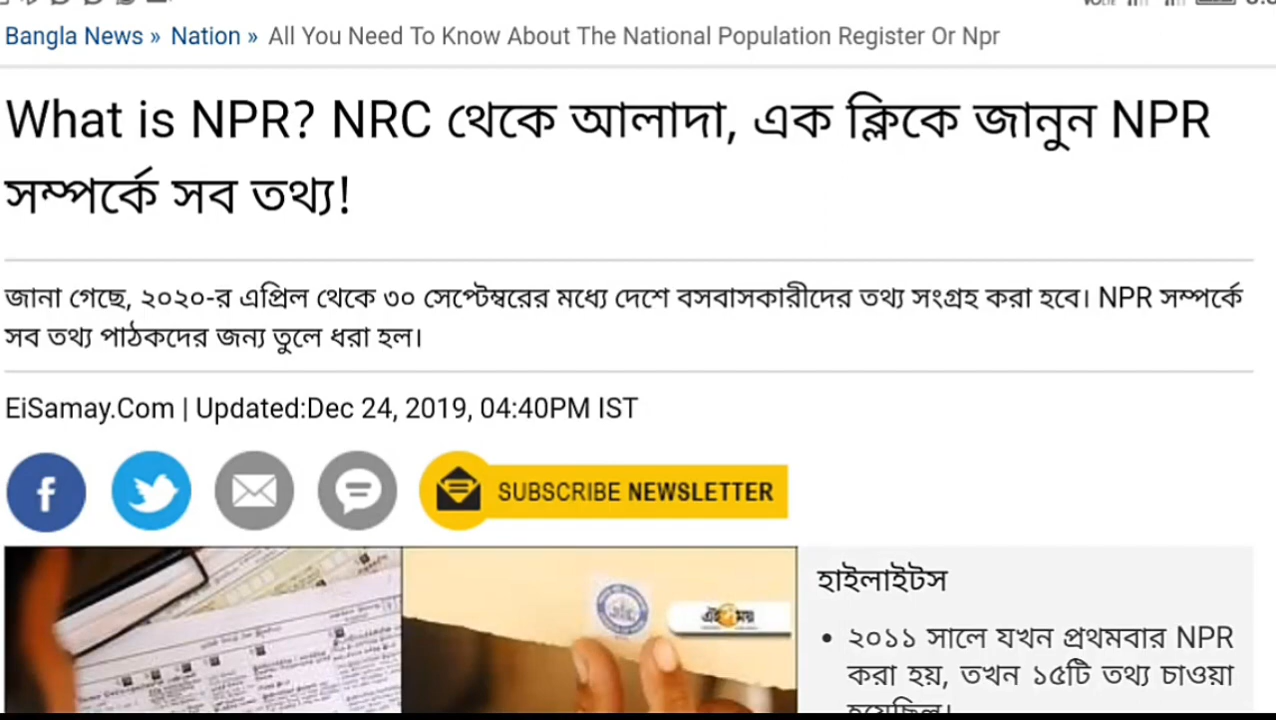 Bangla News » Nation » All You Need To Know About The National Population Register Or Npr
What is NPR? NRC থেকে আলাদা, এক ক্লিকে জানুন NPR
সম্পর্কে সব তথ্য!
জানা গেছে, ২০২০-র এপ্রিল থেকে ৩০ সেপ্টেম্বরের মধ্যে দেশে বসবাসকারীদের তথ্য সংগ্রহ করা হবে। NPR সম্পর্কে
সব তথ্য পাঠকদের জন্য তুলে ধরা হল।
EiSamay.Com | Updated:Dec 24, 2019, 04:40PM IST
SUBSCRIBE NEWSLETTER
এই সময়
হাইলাইটস
• ২০১১ সালে যখন প্রথমবার NPR
করা হয়, তখন ১৫টি তথ্য চাওয়া
হয়েছিল।